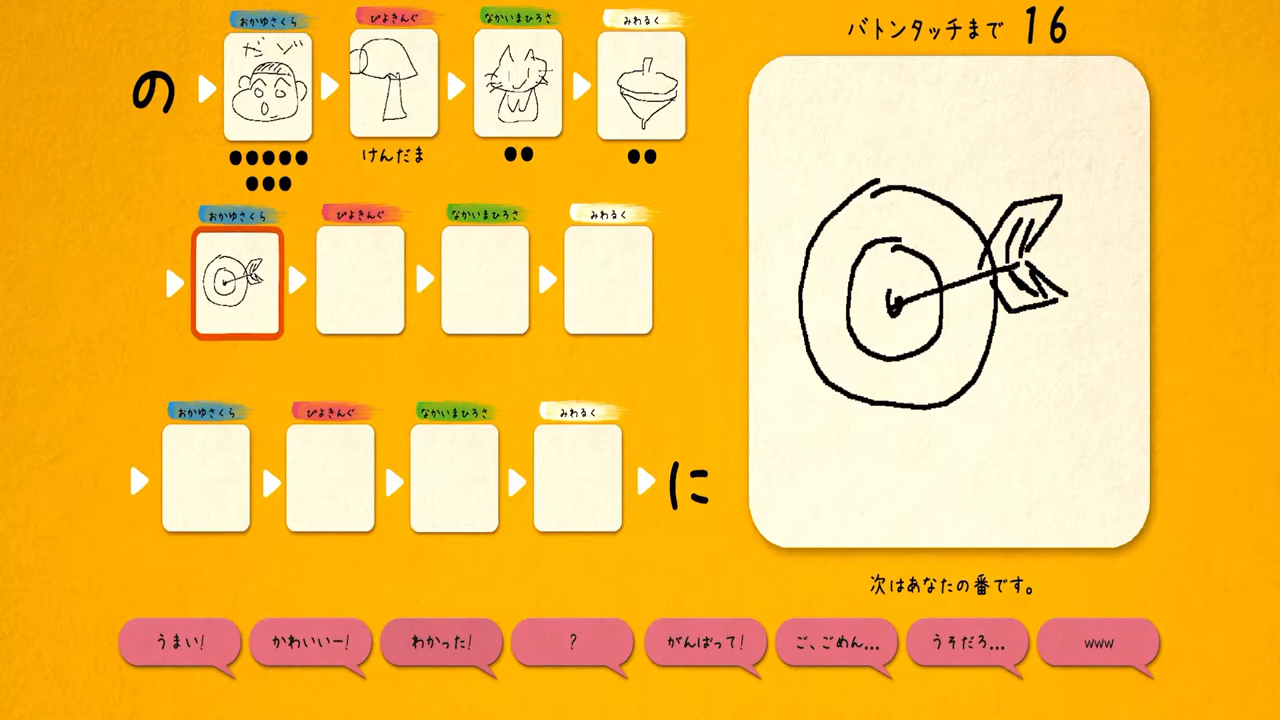 バトンタッチまで 16
おかゆさくら ぴよきんぐ なかいまひろさ みわるく
だゾ
の
●●●●● けんだま ●● ●●
●●●
おかゆさくら ぴよきんぐ なかいまひろさ みわるく
おかゆさくら ぴよきんぐ なかいまひろさ みわるく
に
次はあなたの番です。
うまい! かわいいー! わかった! ? がんばって! ご、ごめん... うそだろ... www